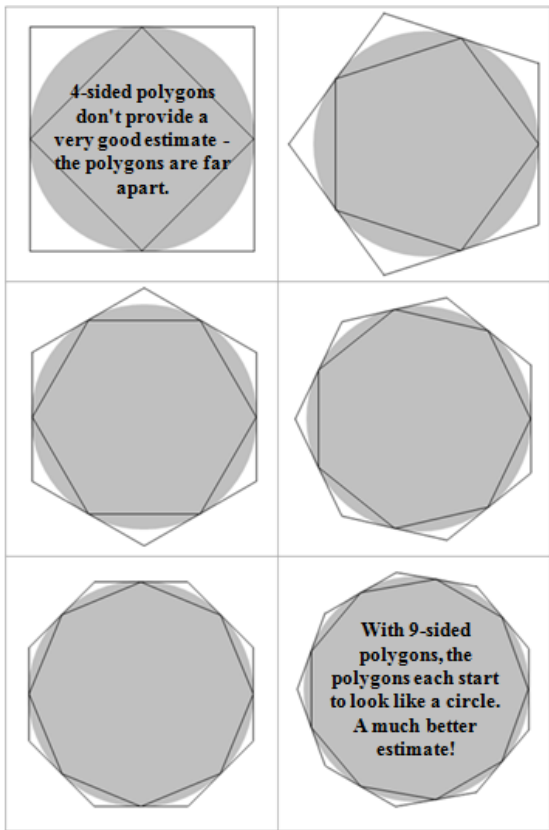 4-sided polygons
don't provide a
very good estimate -
the polygons are far
apart.
With 9-sided
polygons, the
polygons each start
to look like a circle.
A much better
estimate!